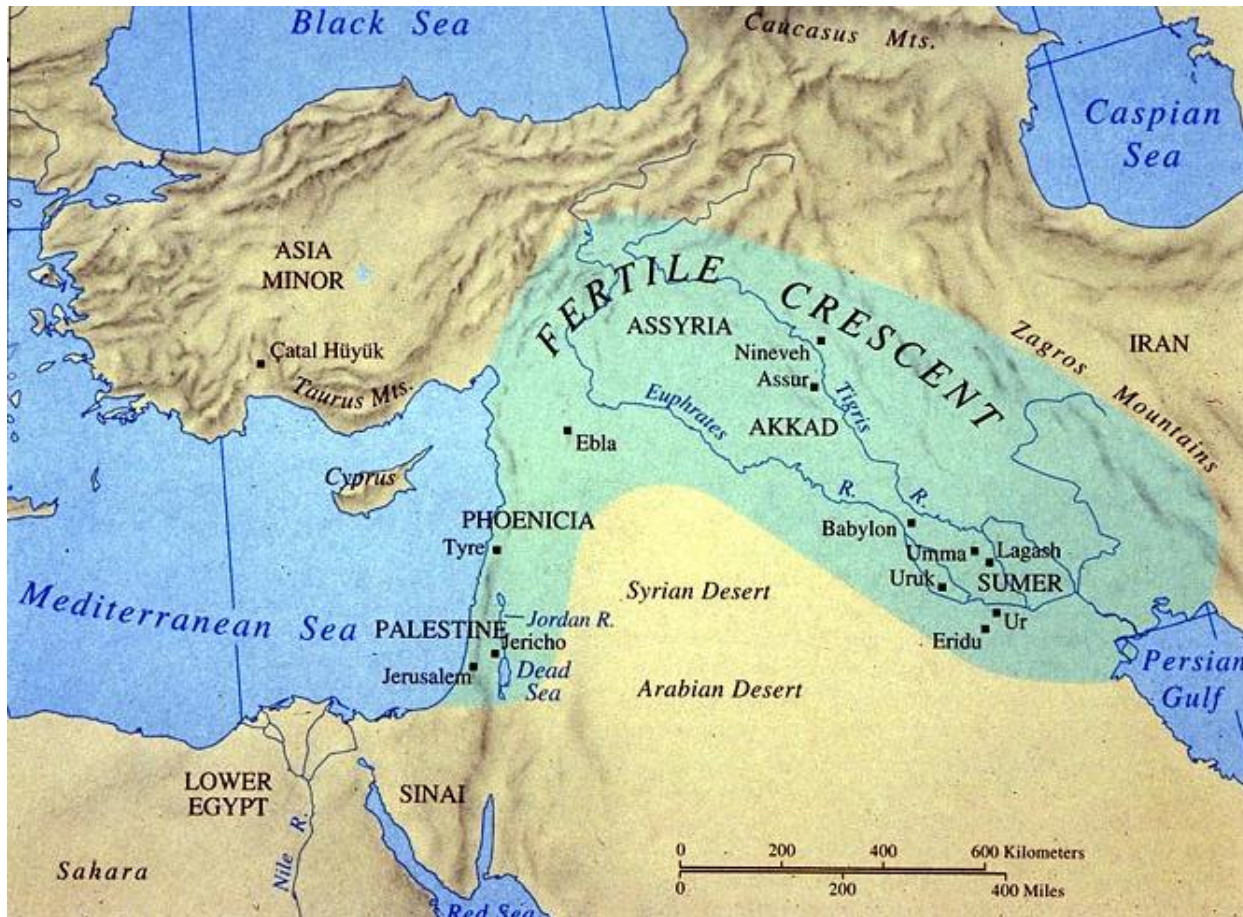 Black Sea
Caucasus Mts.
Caspian
Sea
ASIA
MINOR
FERTILE CRESCENT
ASSYRIA
Zagros Mountains
IRAN
Nineveh
Çatal Hüyük
Assur
Taurus Mts.
Tigris R.
Euphrates R.
AKKAD
Ebla
Cyprus
PHOENICIA
Babylon
Tyre
Umma
Lagash
Uruk
SUMER
Syrian Desert
Mediterranean Sea
Jordan R.
PALESTINE
Ur
Jericho
Eridu
Jerusalem
Dead
Sea
Persian
Gulf
Arabian Desert
LOWER
EGYPT
SINAI
Nile R.
Sahara
0 200 400 600 Kilometers
0 200 400 Miles
Red Sea